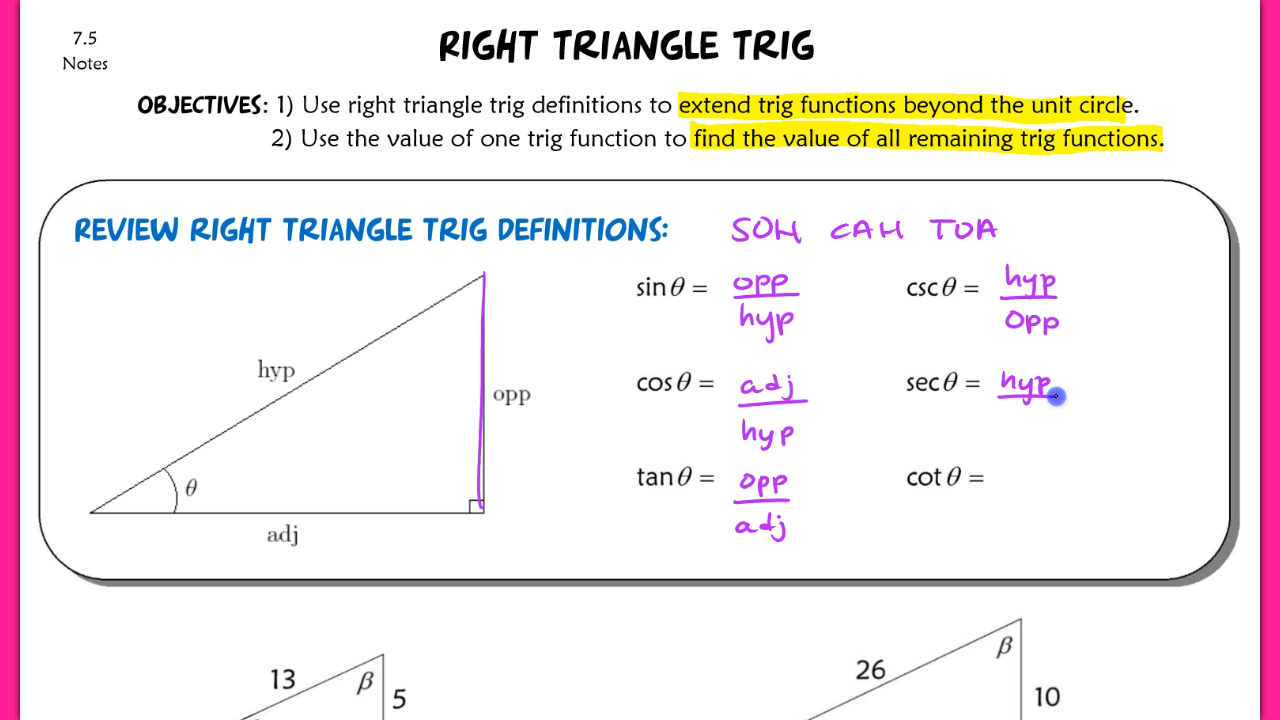 7.5
Notes
RIGHT TRIANGLE TRIG
OBJECTIVES: 1) Use right triangle trig definitions to extend trig functions beyond the unit circle.
2) Use the value of one trig function to find the value of all remaining trig functions.
REVIEW RIGHT TRIANGLE TRIG DEFINITIONS: SOH CAH TOA
sin θ = opp / hyp
csc θ = hyp / opp
cos θ = adj / hyp
sec θ = hyp
tan θ = opp / adj
cot θ =
hyp
opp
θ
adj
13
β
5
26
β
10